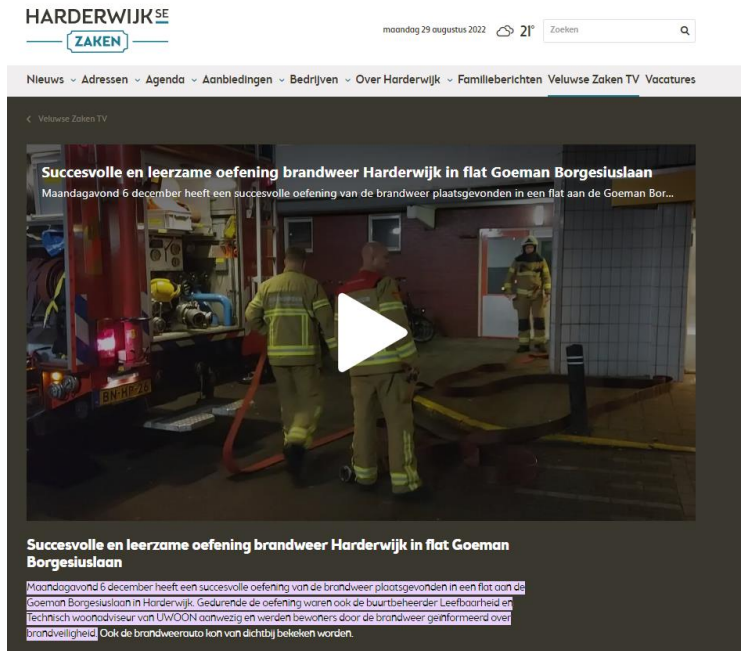 HARDERWIJKSE
ZAKEN
maandag 29 augustus 2022 21° Zoeken
Nieuws Adressen Agenda Aanbiedingen Bedrijven Over Harderwijk Familieberichten Veluwse Zaken TV Vacatures
Veluwse Zaken TV
Succesvolle en leerzame oefening brandweer Harderwijk in flat Goeman Borgesiuslaan
Maandagavond 6 december heeft een succesvolle oefening van de brandweer plaatsgevonden in een flat aan de Goeman Bor...
BN-HP-26
Succesvolle en leerzame oefening brandweer Harderwijk in flat Goeman
Borgesiuslaan
Maandagavond 6 december heeft een succesvolle oefening van de brandweer plaatsgevonden in een flat aan de
Goeman Borgesiuslaan in Harderwijk. Gedurende de oefening waren ook de buurtbeheerder Leefbaarheid en
Technisch woonadviseur van UWOON aanwezig en werden bewoners door de brandweer geïnformeerd over
brandveiligheid. Ook de brandweerauto kon van dichtbij bekeken worden.